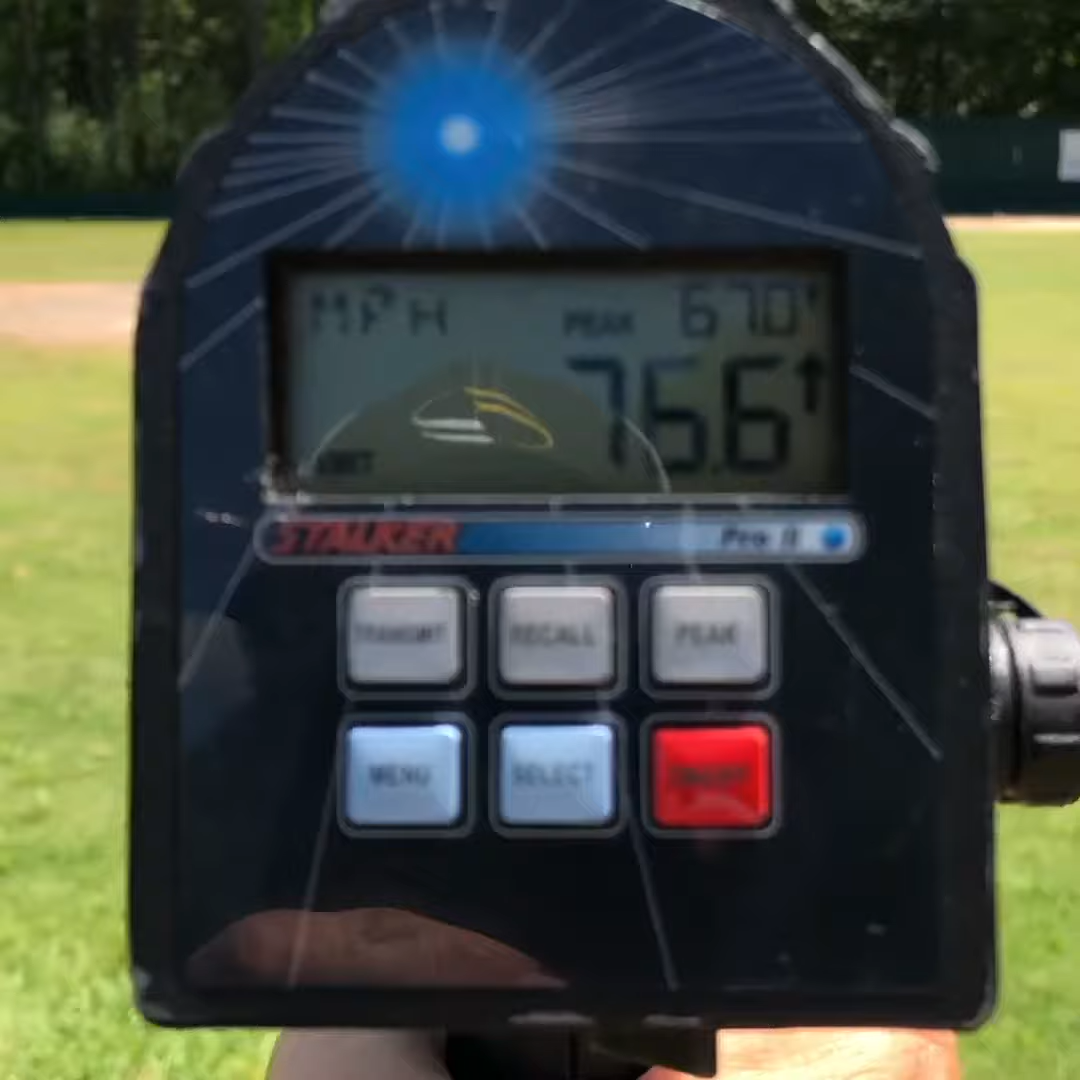 MPH
PEAK 67.0↑
76.6↑
STALKER Pro II
TRANSMIT RECALL PEAK
MENU SELECT